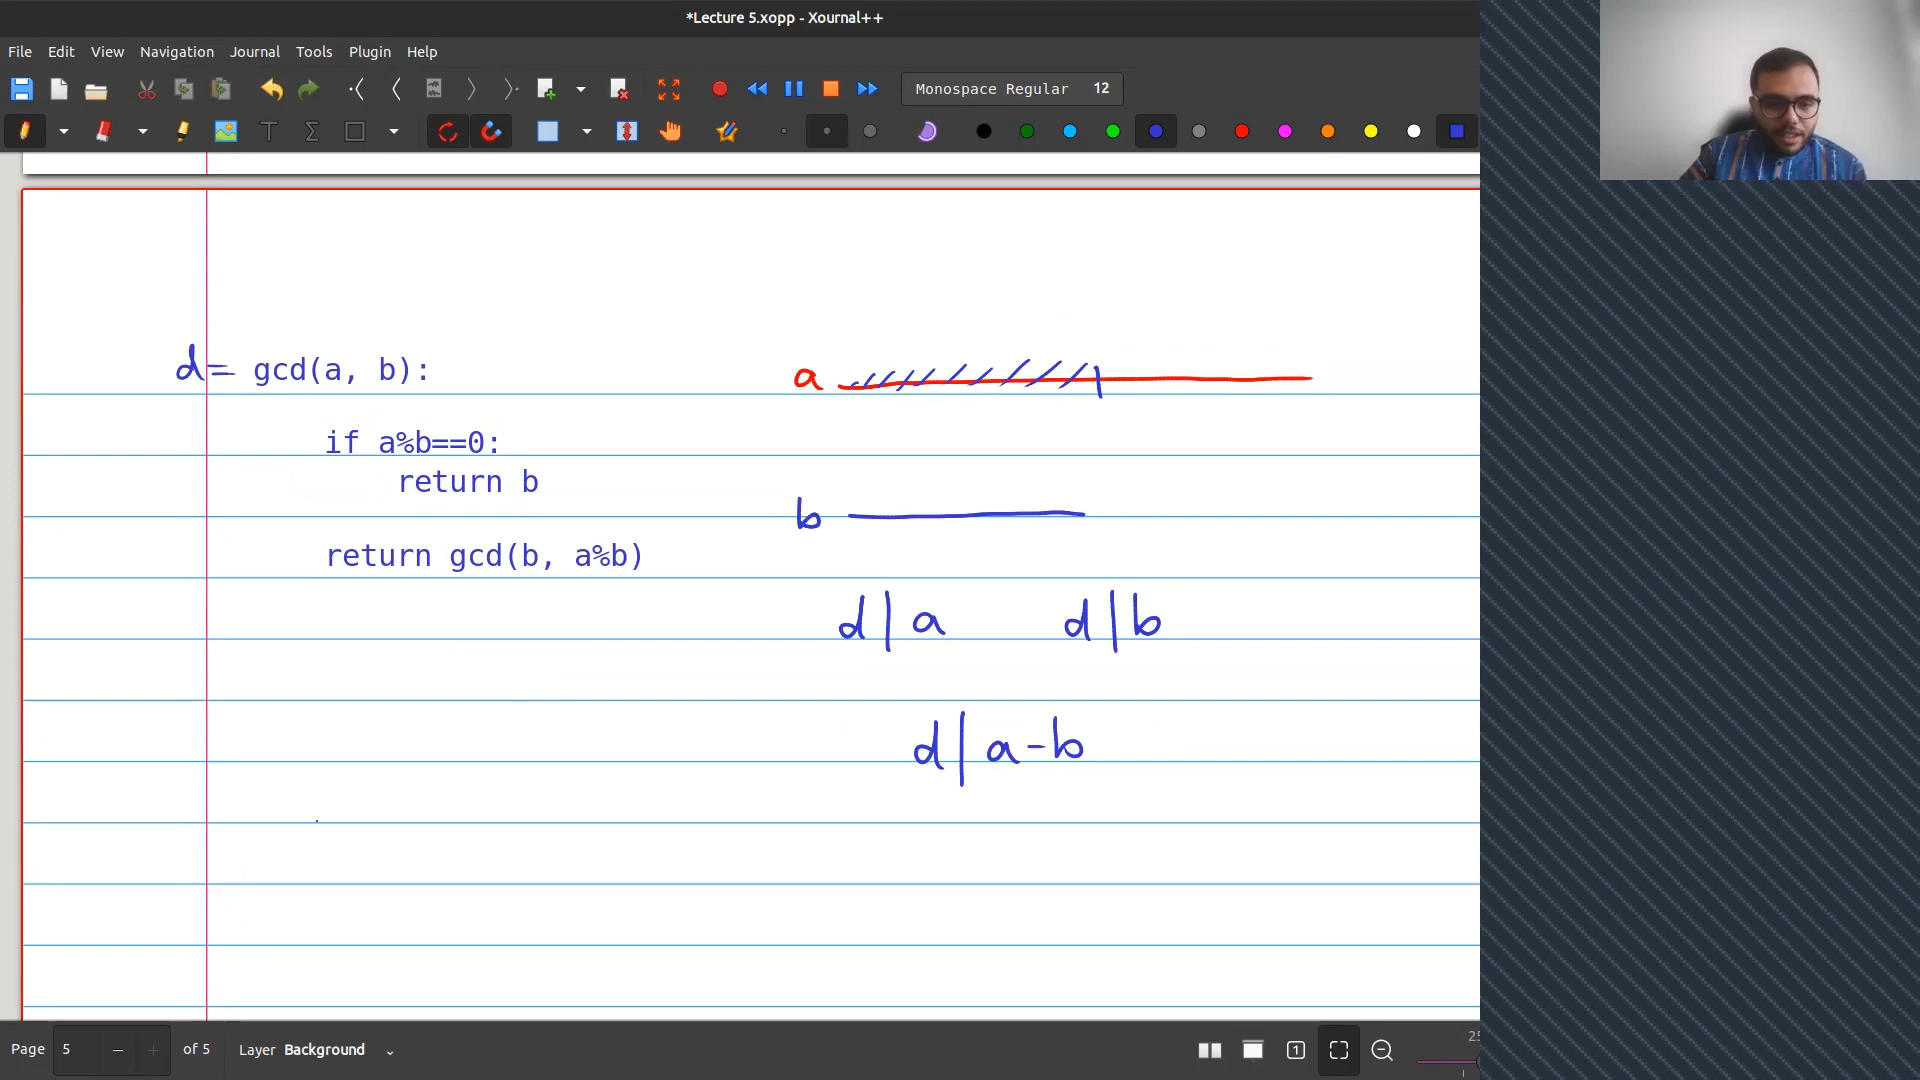 *Lecture 5.xopp - Xournal++
File Edit View Navigation Journal Tools Plugin Help
Monospace Regular 12
d= gcd(a, b):
if a%b==0:
return b
return gcd(b, a%b)
a
b
d|a d|b
d|a-b
Page 5 of 5 Layer Background
25